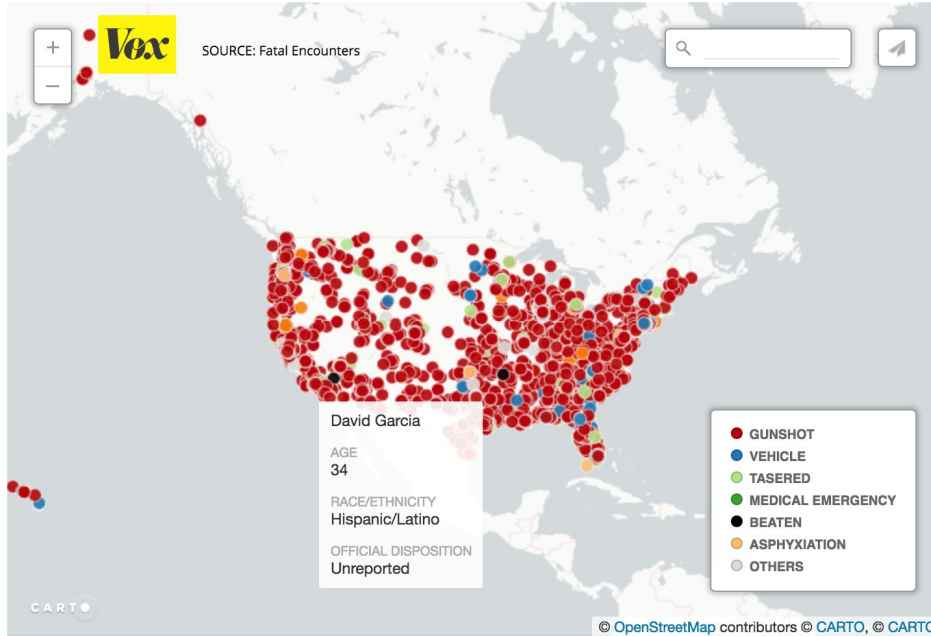 +
−
Vox
SOURCE: Fatal Encounters
David Garcia
AGE
34
RACE/ETHNICITY
Hispanic/Latino
OFFICIAL DISPOSITION
Unreported
GUNSHOT
VEHICLE
TASERED
MEDICAL EMERGENCY
BEATEN
ASPHYXIATION
OTHERS
CARTO
© OpenStreetMap contributors © CARTO, © CARTO